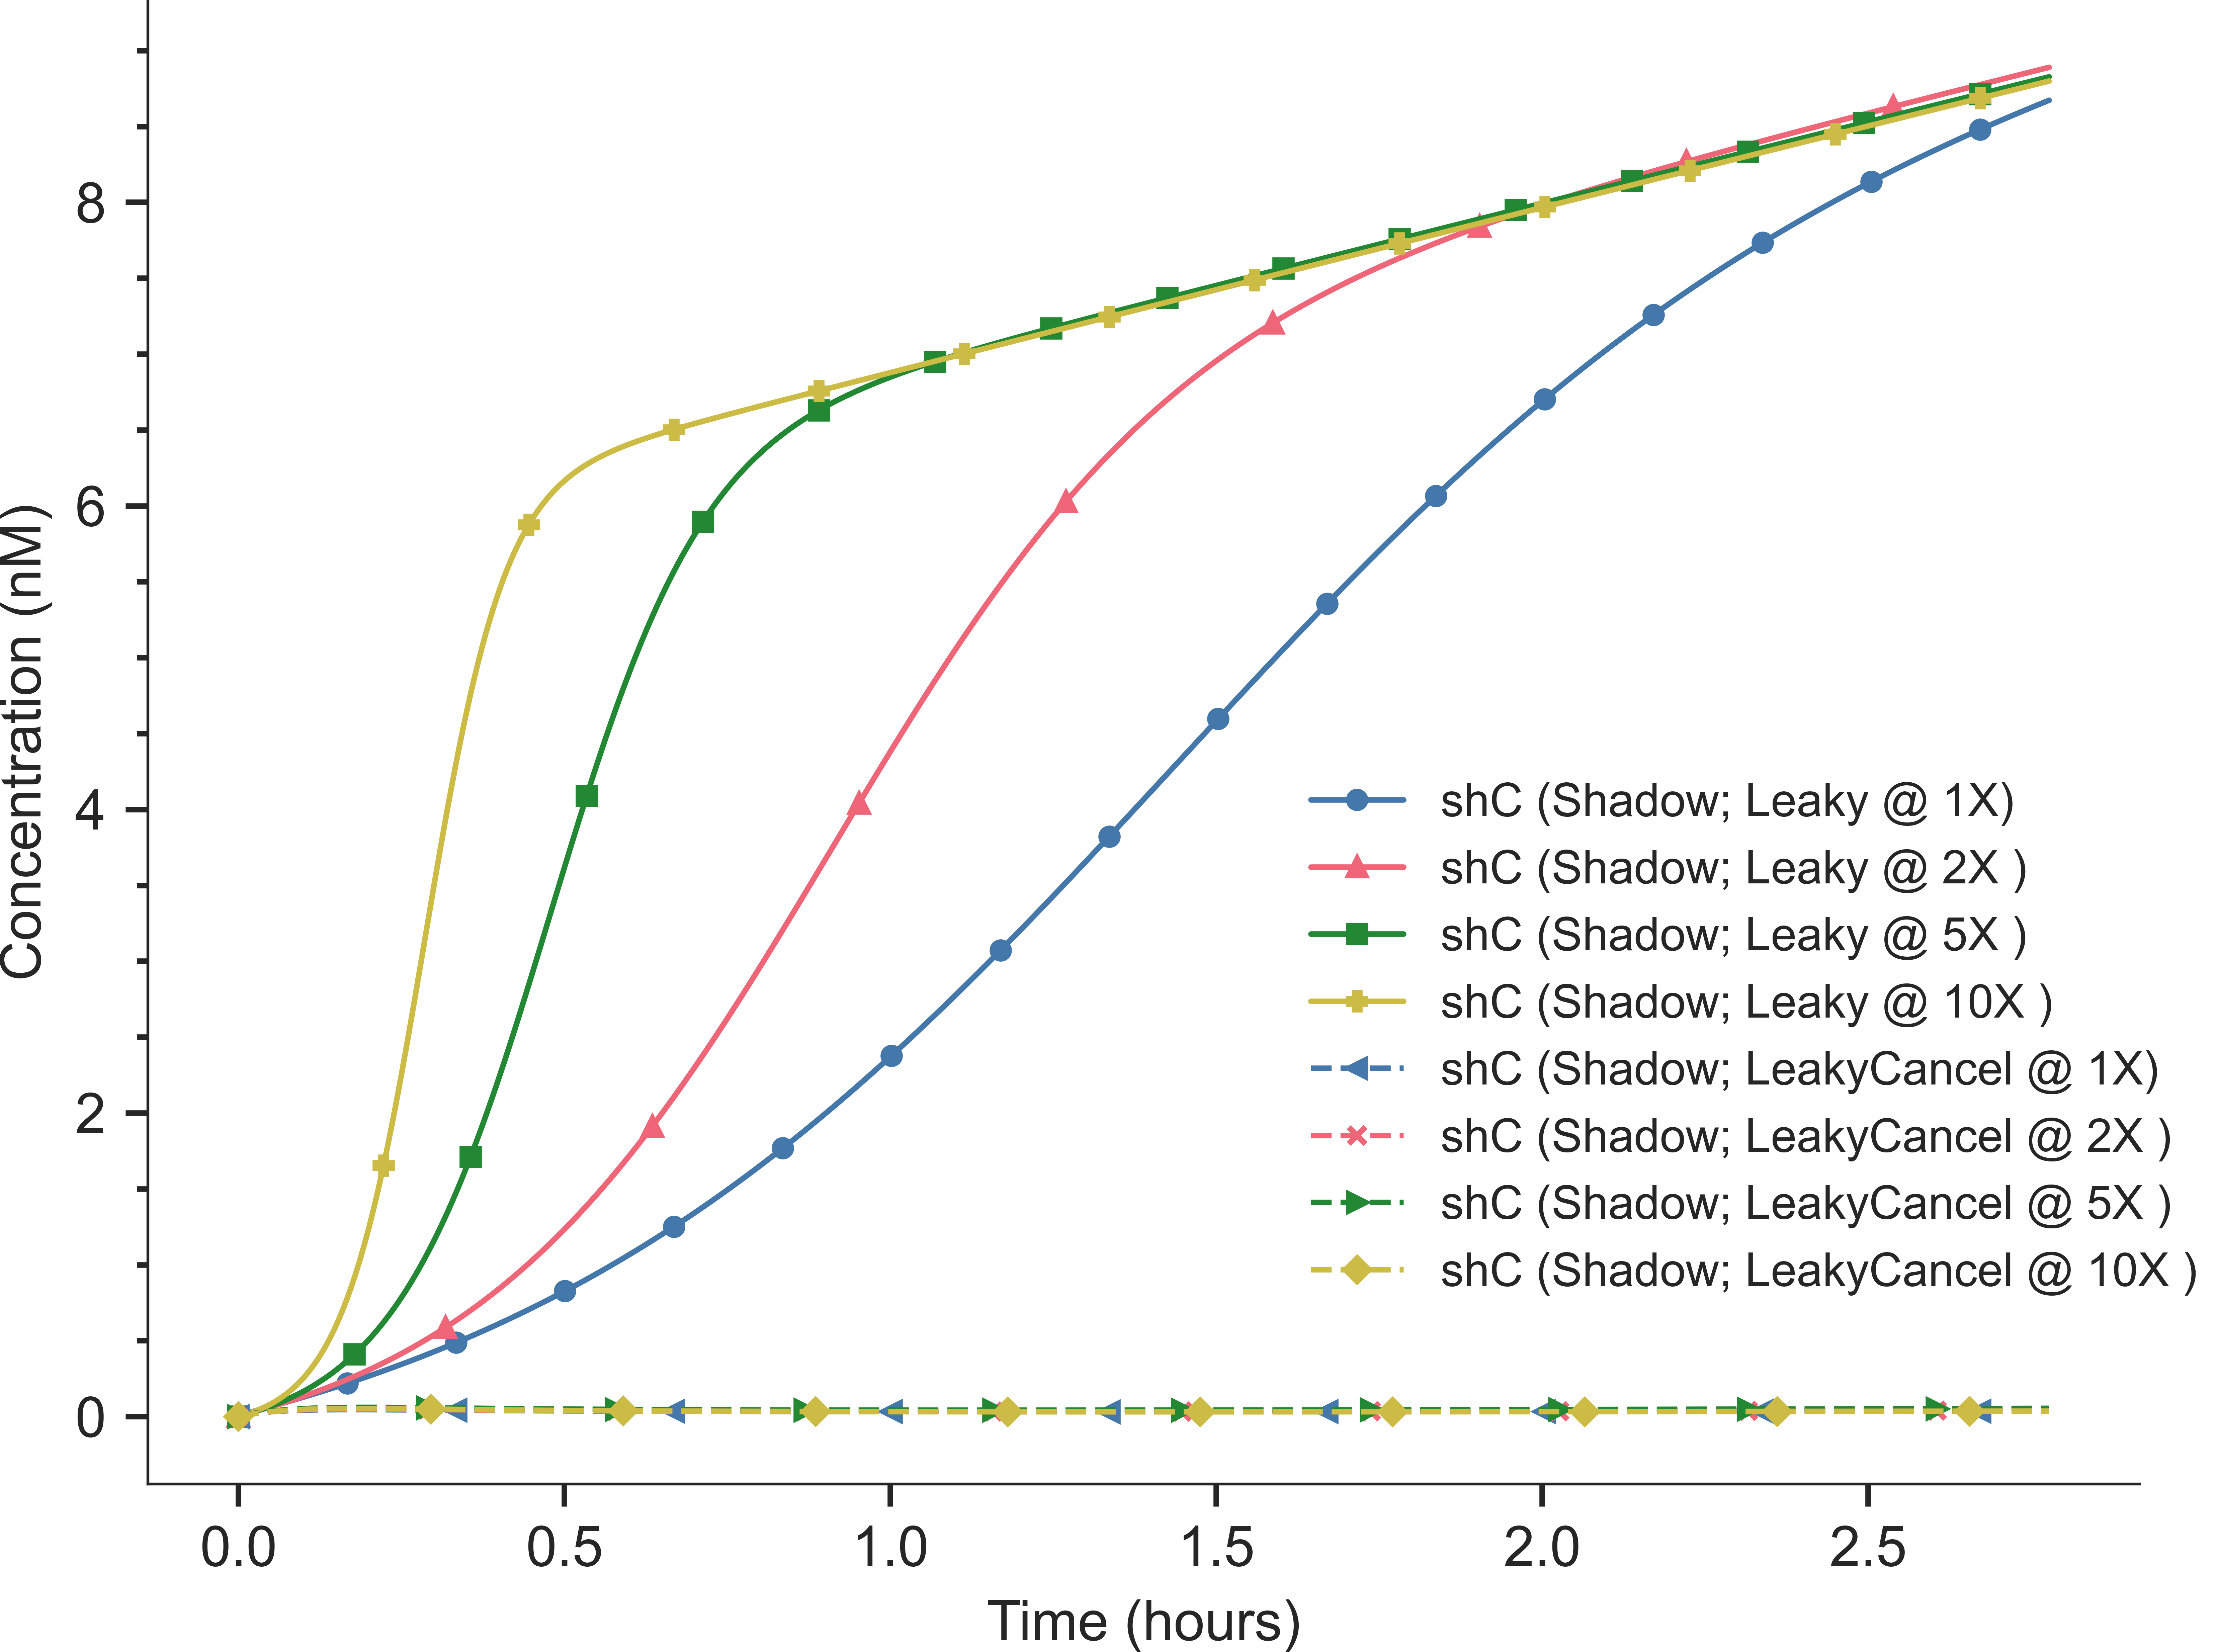 Concentration (nM)
8
6
4
2
0
shC (Shadow; Leaky @ 1X)
shC (Shadow; Leaky @ 2X )
shC (Shadow; Leaky @ 5X )
shC (Shadow; Leaky @ 10X )
shC (Shadow; LeakyCancel @ 1X)
shC (Shadow; LeakyCancel @ 2X )
shC (Shadow; LeakyCancel @ 5X )
shC (Shadow; LeakyCancel @ 10X )
0.0 0.5 1.0 1.5 2.0 2.5
Time (hours)